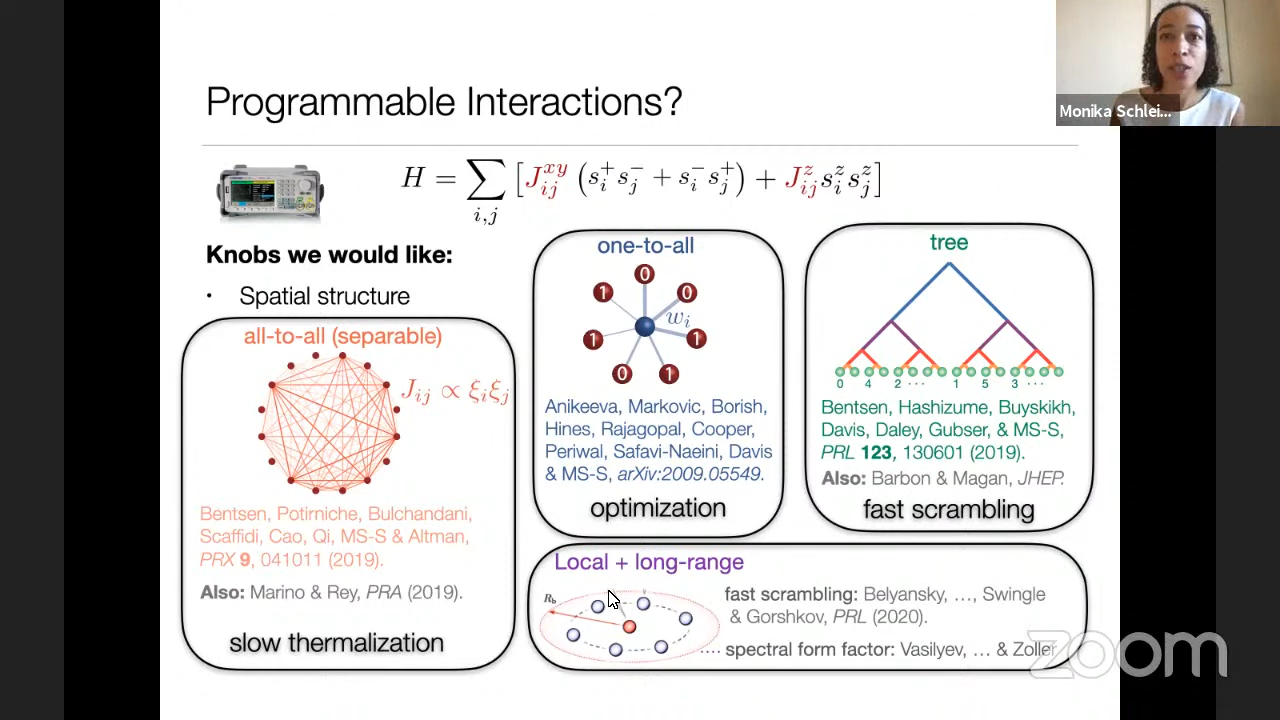 Monika Schlei...
Programmable Interactions?
H = ∑_{i,j} [J_{ij}^{xy} (s_i^+ s_j^- + s_i^- s_j^+) + J_{ij}^z s_i^z s_j^z]
Knobs we would like:
· Spatial structure
all-to-all (separable)
J_{ij} ∝ ξ_i ξ_j
Bentsen, Potirniche, Bulchandani,
Scaffidi, Cao, Qi, MS-S & Altman,
PRX 9, 041011 (2019).
Also: Marino & Rey, PRA (2019).
slow thermalization
one-to-all
0
1 0
w_i
1 1
0 1
Anikeeva, Markovic, Borish,
Hines, Rajagopal, Cooper,
Periwal, Safavi-Naeini, Davis
& MS-S, arXiv:2009.05549.
optimization
tree
0 4 2 ··· 1 5 3 ···
Bentsen, Hashizume, Buyskikh,
Davis, Daley, Gubser, & MS-S,
PRL 123, 130601 (2019).
Also: Barbon & Magan, JHEP.
fast scrambling
Local + long-range
R_b
fast scrambling: Belyansky, …, Swingle
& Gorshkov, PRL (2020).
spectral form factor: Vasilyev, … & Zoller
zoom